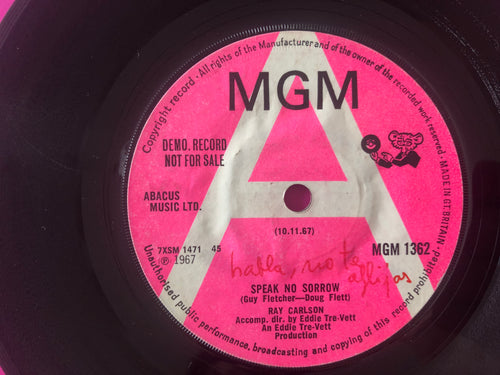 Copyright record · All rights of the Manufacturer and of the owner of the recorded work reserved · MADE IN GT. BRITAIN
MGM
DEMO. RECORD
NOT FOR SALE
ABACUS
MUSIC LTD.
(10.11.67)
7XSM 1471 45
MGM 1362
℗ 1967
habla, no te
aflijas
SPEAK NO SORROW
(Guy Fletcher—Doug Flett)
RAY CARLSON
Accomp. dir. by Eddie Tre-Vett
An Eddie Tre-Vett
Production
Unauthorised public performance, broadcasting and copying of this record prohibited ·